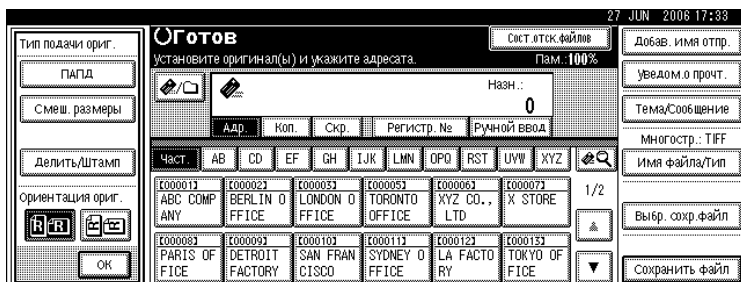 27 JUN 2006 17:33
Тип подачи ориг.
ПАПД
Смеш. размеры
Делить/Штамп
Ориентация ориг.
R R
R R
OK
Готов
Сост.отск.файлов
Установите оригинал(ы) и укажите адресата.
Пам.:100%
Назн.:
0
Адр. Коп. Скр. Регистр. № Ручной ввод
Част. AB CD EF GH IJK LMN OPQ RST UVW XYZ
[00001] [00002] [00003] [00005] [00006] [00007]
ABC COMP BERLIN O LONDON O TORONTO XYZ CO., X STORE
ANY FFICE FFICE OFFICE LTD
1/2
[00008] [00009] [00010] [00011] [00012] [00013]
PARIS OF DETROIT SAN FRAN SYDNEY O LA FACTO TOKYO OF
FICE FACTORY CISCO FFICE RY FICE
Добав. имя отпр.
Уведом.о прочт.
Тема/Сообщение
Многостр.: TIFF
Имя файла/Тип
Выбр. сохр.файл
Сохранить файл